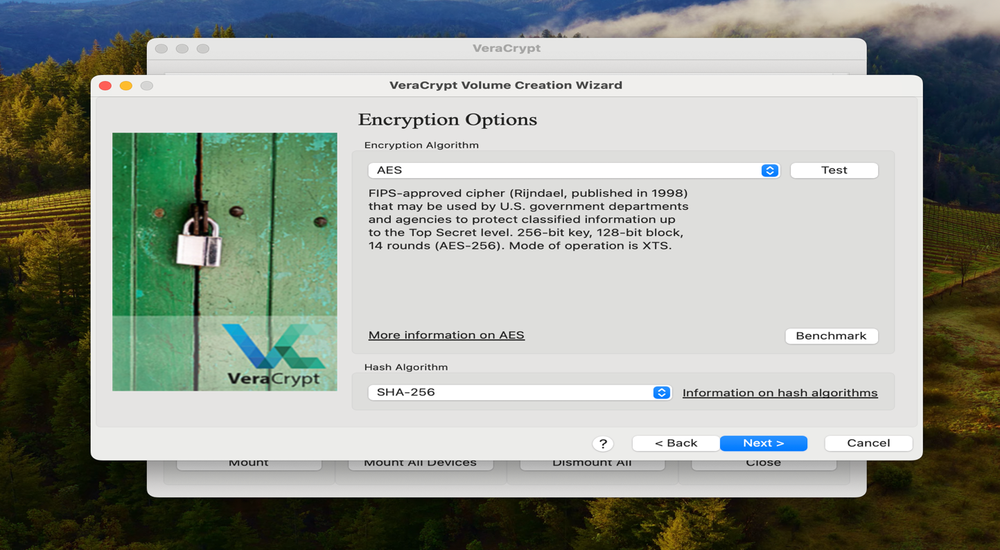 VeraCrypt
VeraCrypt Volume Creation Wizard
Encryption Options
Encryption Algorithm
AES
Test
FIPS-approved cipher (Rijndael, published in 1998)
that may be used by U.S. government departments
and agencies to protect classified information up
to the Top Secret level. 256-bit key, 128-bit block,
14 rounds (AES-256). Mode of operation is XTS.
More information on AES
Benchmark
VeraCrypt
Hash Algorithm
SHA-256
Information on hash algorithms
?
< Back
Next >
Cancel
Mount
Mount All Devices
Dismount All
Close